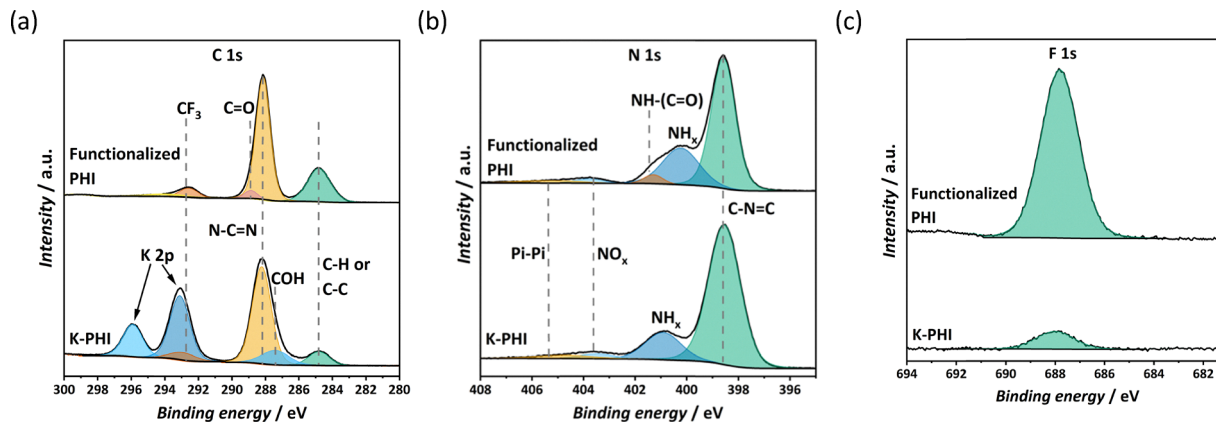 (a)
C 1s
CF3
C=O
Functionalized
PHI
N-C=N
K 2p
COH
C-H or
C-C
K-PHI
Intensity / a.u.
300 298 296 294 292 290 288 286 284 282 280
Binding energy / eV
(b)
N 1s
NH-(C=O)
NHx
Functionalized
PHI
C-N=C
Pi-Pi
NOx
NHx
K-PHI
Intensity / a.u.
408 406 404 402 400 398 396
Binding energy / eV
(c)
F 1s
Functionalized
PHI
K-PHI
Intensity / a.u.
694 692 690 688 686 684 682
Binding energy / eV